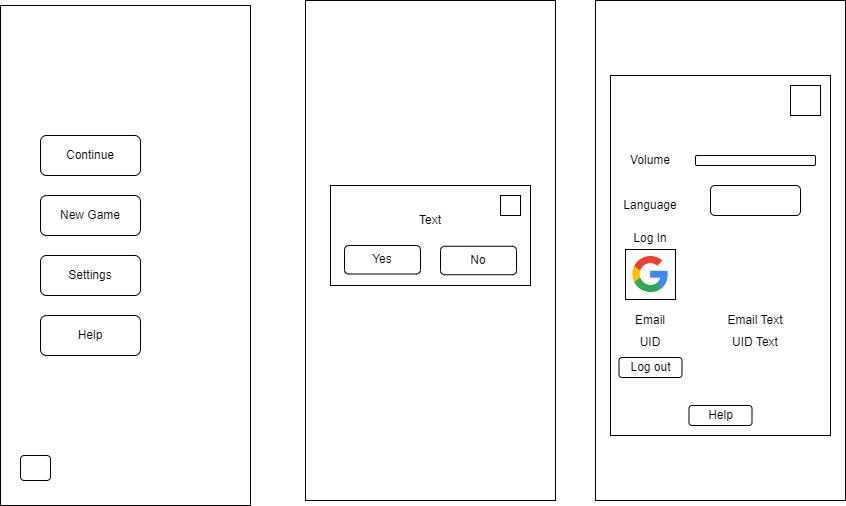 Continue
New Game
Settings
Help
Text
Yes
No
Volume
Language
Log In
Email
Email Text
UID
UID Text
Log out
Help